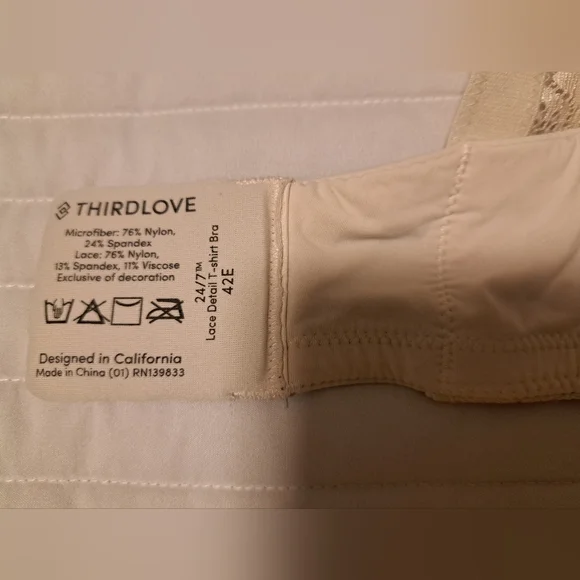 THIRDLOVE
Microfiber: 76% Nylon,
24% Spandex
Lace: 76% Nylon,
13% Spandex, 11% Viscose
Exclusive of decoration
Designed in California
Made in China (01) RN139833
24/7™
Lace Detail T-shirt Bra
42E